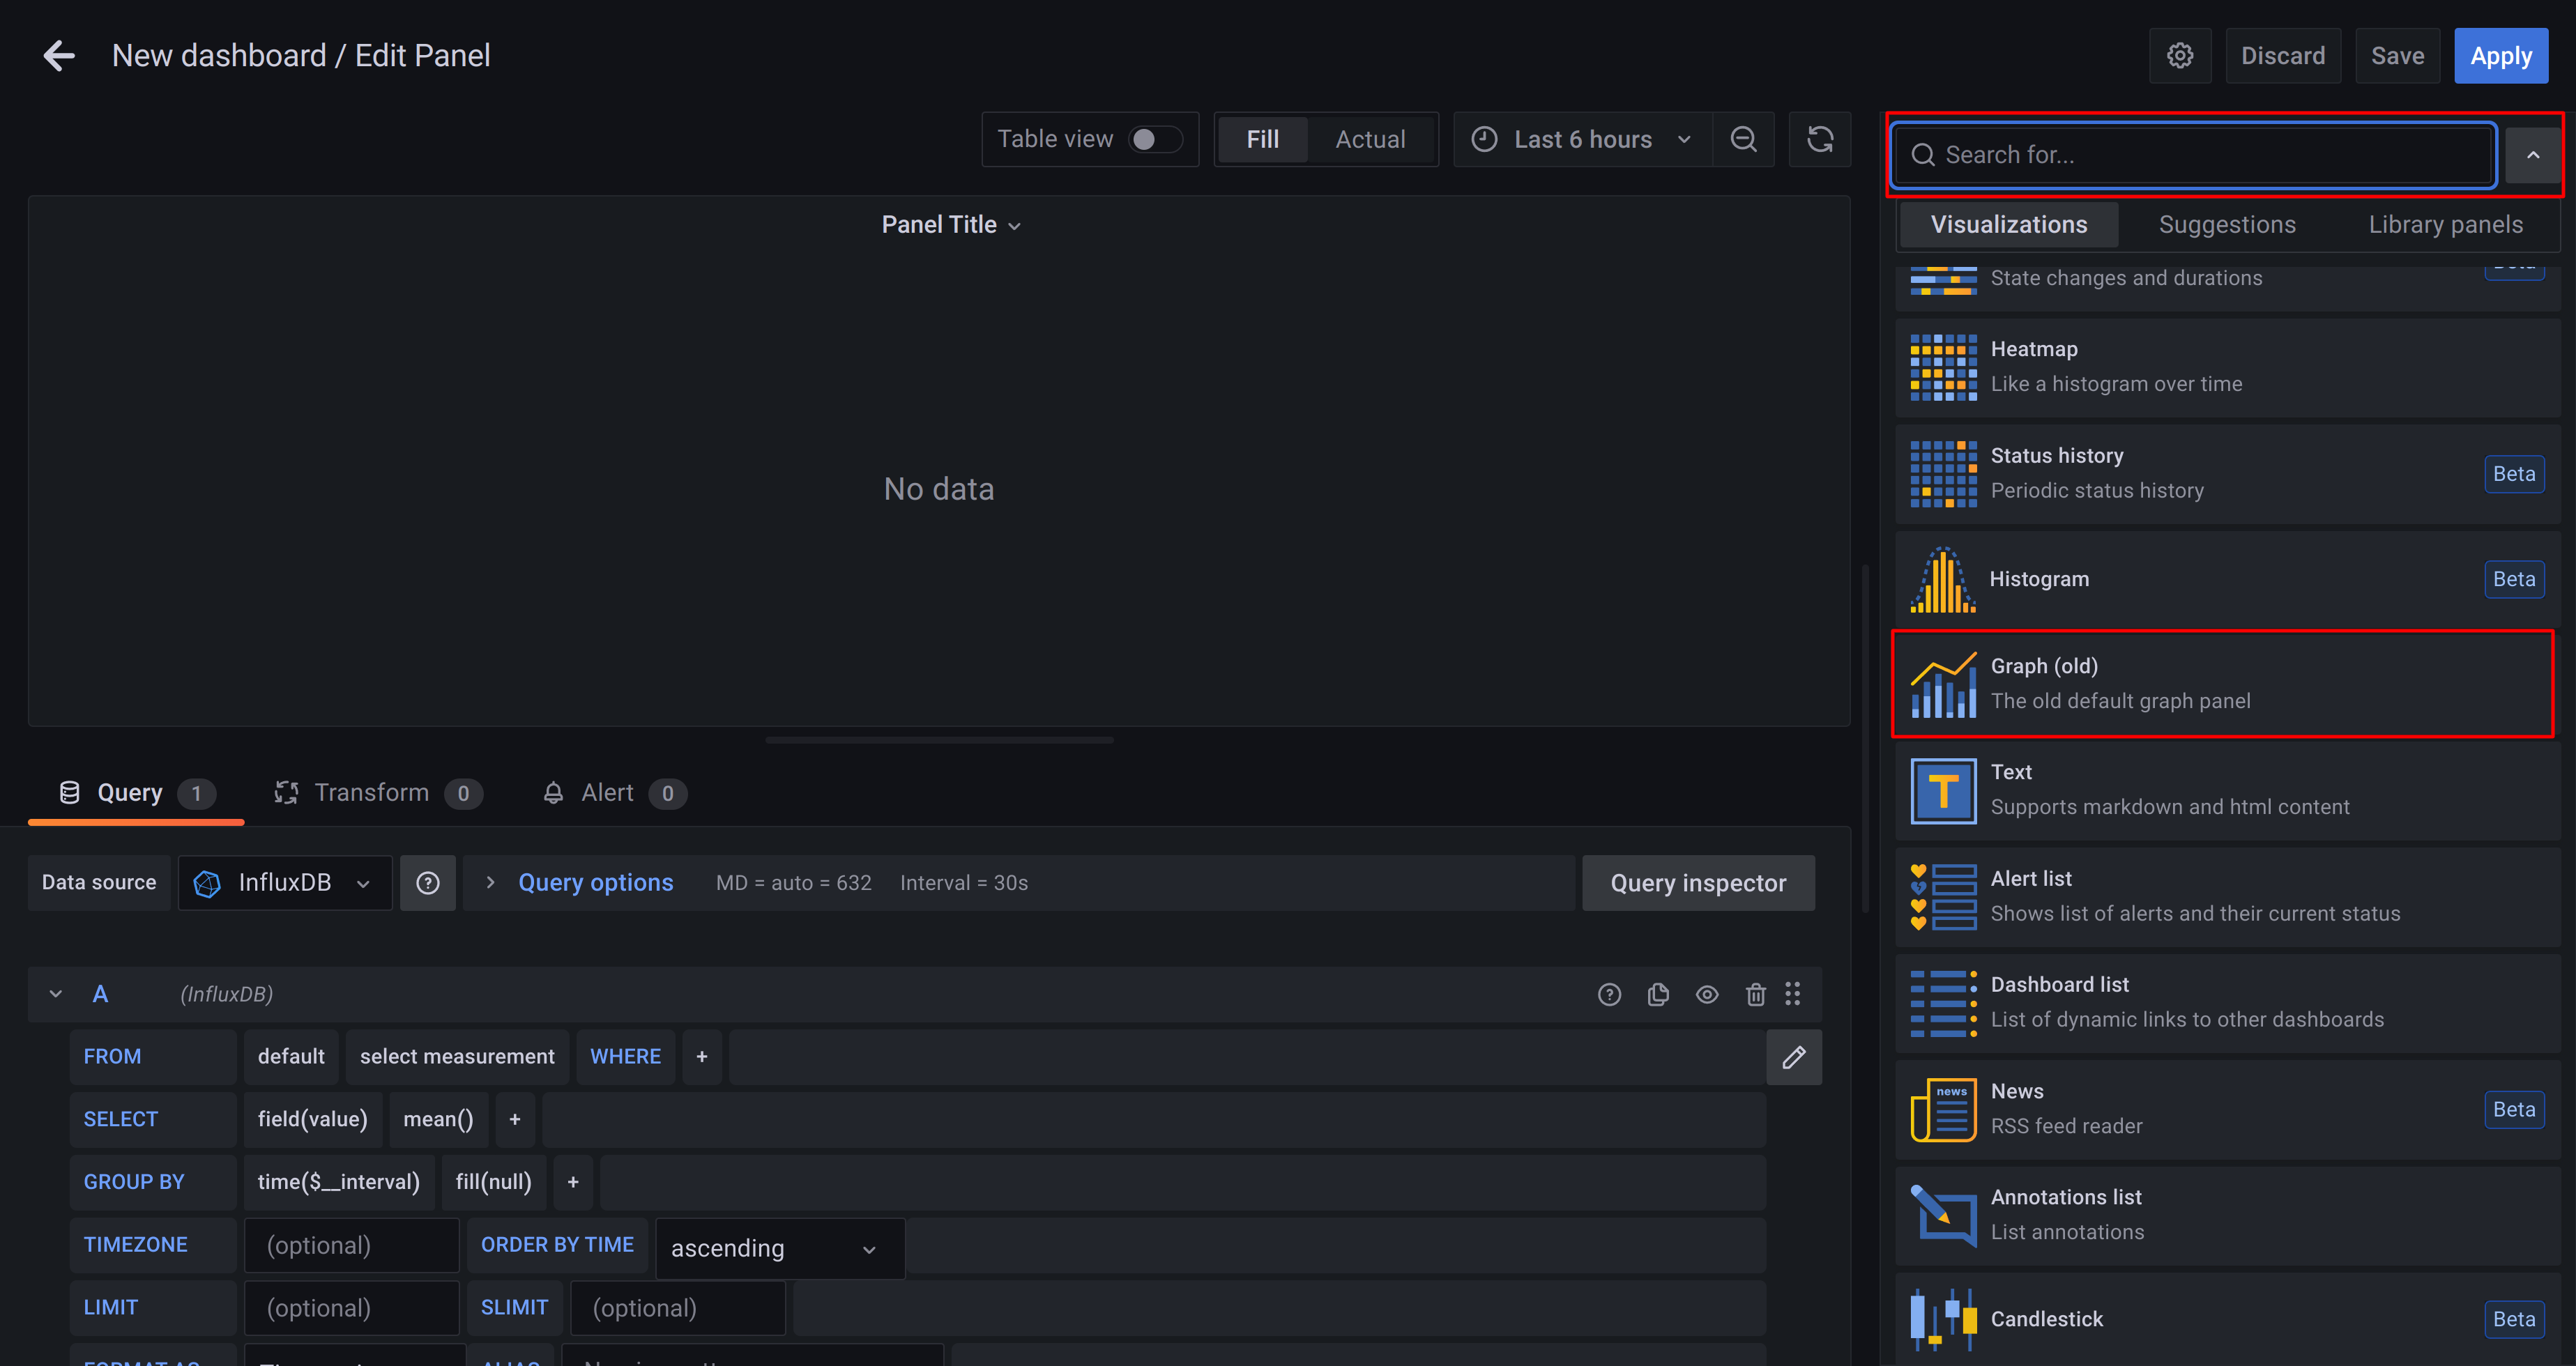 New dashboard / Edit Panel
Discard
Save
Apply
Table view
Fill
Actual
Last 6 hours
Search for...
Visualizations
Suggestions
Library panels
Panel Title
No data
State changes and durations
Heatmap
Like a histogram over time
Status history
Periodic status history
Beta
Histogram
Beta
Graph (old)
The old default graph panel
Text
Supports markdown and html content
Alert list
Shows list of alerts and their current status
Dashboard list
List of dynamic links to other dashboards
news
News
RSS feed reader
Beta
Annotations list
List annotations
Candlestick
Beta
Query 1
Transform 0
Alert 0
Data source
InfluxDB
Query options
MD = auto = 632
Interval = 30s
Query inspector
A
(InfluxDB)
FROM default select measurement WHERE +
SELECT field(value) mean() +
GROUP BY time($__interval) fill(null) +
TIMEZONE (optional) ORDER BY TIME ascending
LIMIT (optional) SLIMIT (optional)
FORMAT AS ALIAS